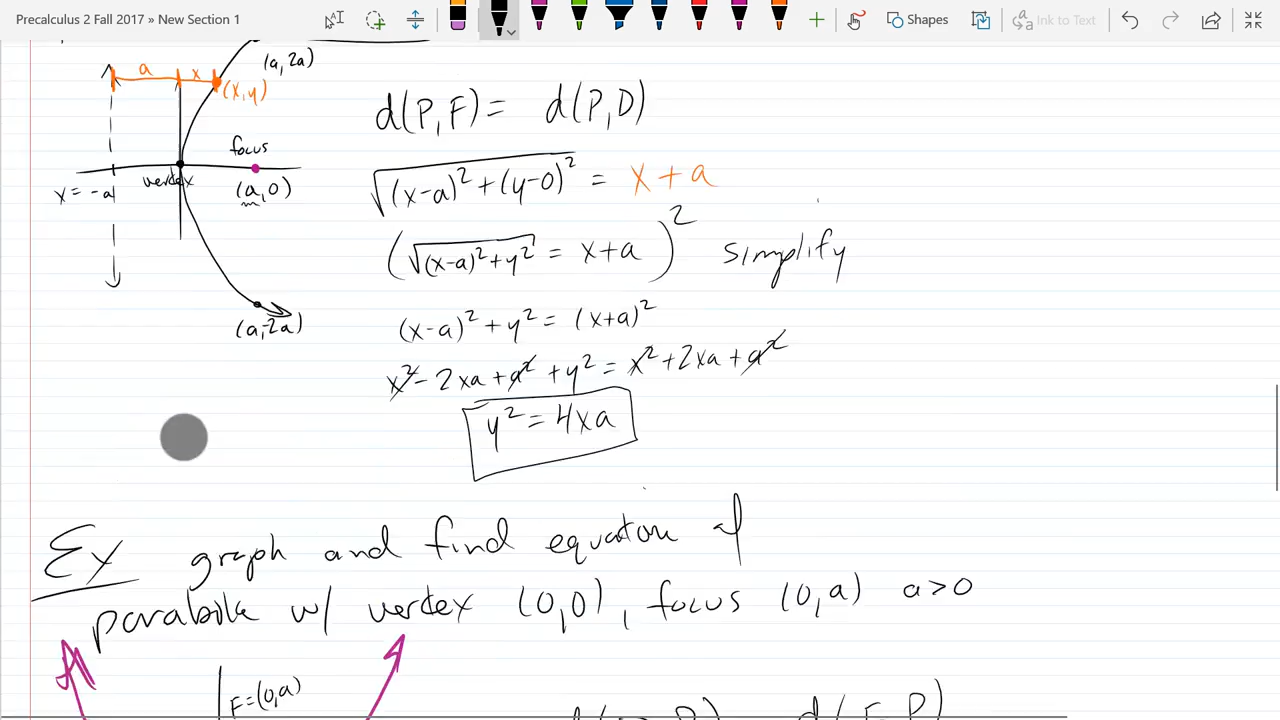 Precalculus 2 Fall 2017 » New Section 1
Shapes
Ink to Text
(a, 2a)
a x
(x,y)
focus
vertex
x = -a
(a,0)
(a,-2a)
d(P,F) = d(P,D)
√(x-a)²+(y-0)² = x+a
(√(x-a)²+y² = x+a)² simplify
(x-a)²+y² = (x+a)²
x²-2xa+a²+y² = x²+2xa+a²
y² = 4xa
Ex graph and find equation of
parabola w/ vertex (0,0), focus (0,a) a>0
F=(0,a)